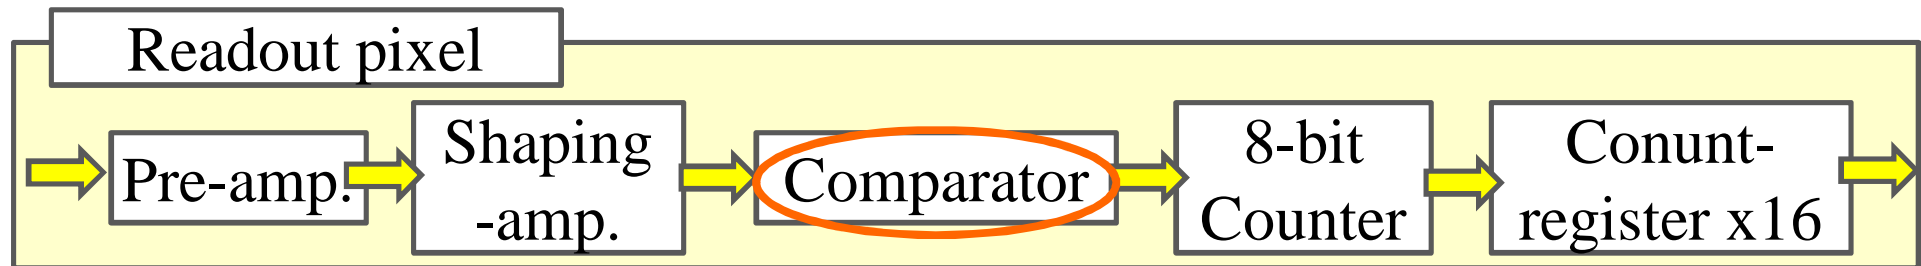 Readout pixel
Pre-amp.
Shaping
-amp.
Comparator
8-bit
Counter
Conunt-
register x16